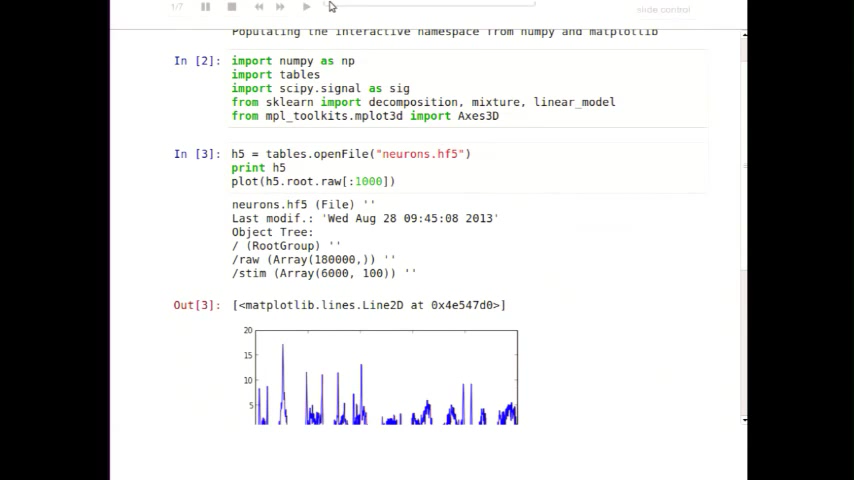 1/7
slide control
Populating the interactive namespace from numpy and matplotlib
In [2]: import numpy as np
import tables
import scipy.signal as sig
from sklearn import decomposition, mixture, linear_model
from mpl_toolkits.mplot3d import Axes3D
In [3]: h5 = tables.openFile("neurons.hf5")
print h5
plot(h5.root.raw[:1000])
neurons.hf5 (File) ''
Last modif.: 'Wed Aug 28 09:45:08 2013'
Object Tree:
/ (RootGroup) ''
/raw (Array(180000,)) ''
/stim (Array(6000, 100)) ''
Out[3]: [<matplotlib.lines.Line2D at 0x4e547d0>]
20
15
10
5